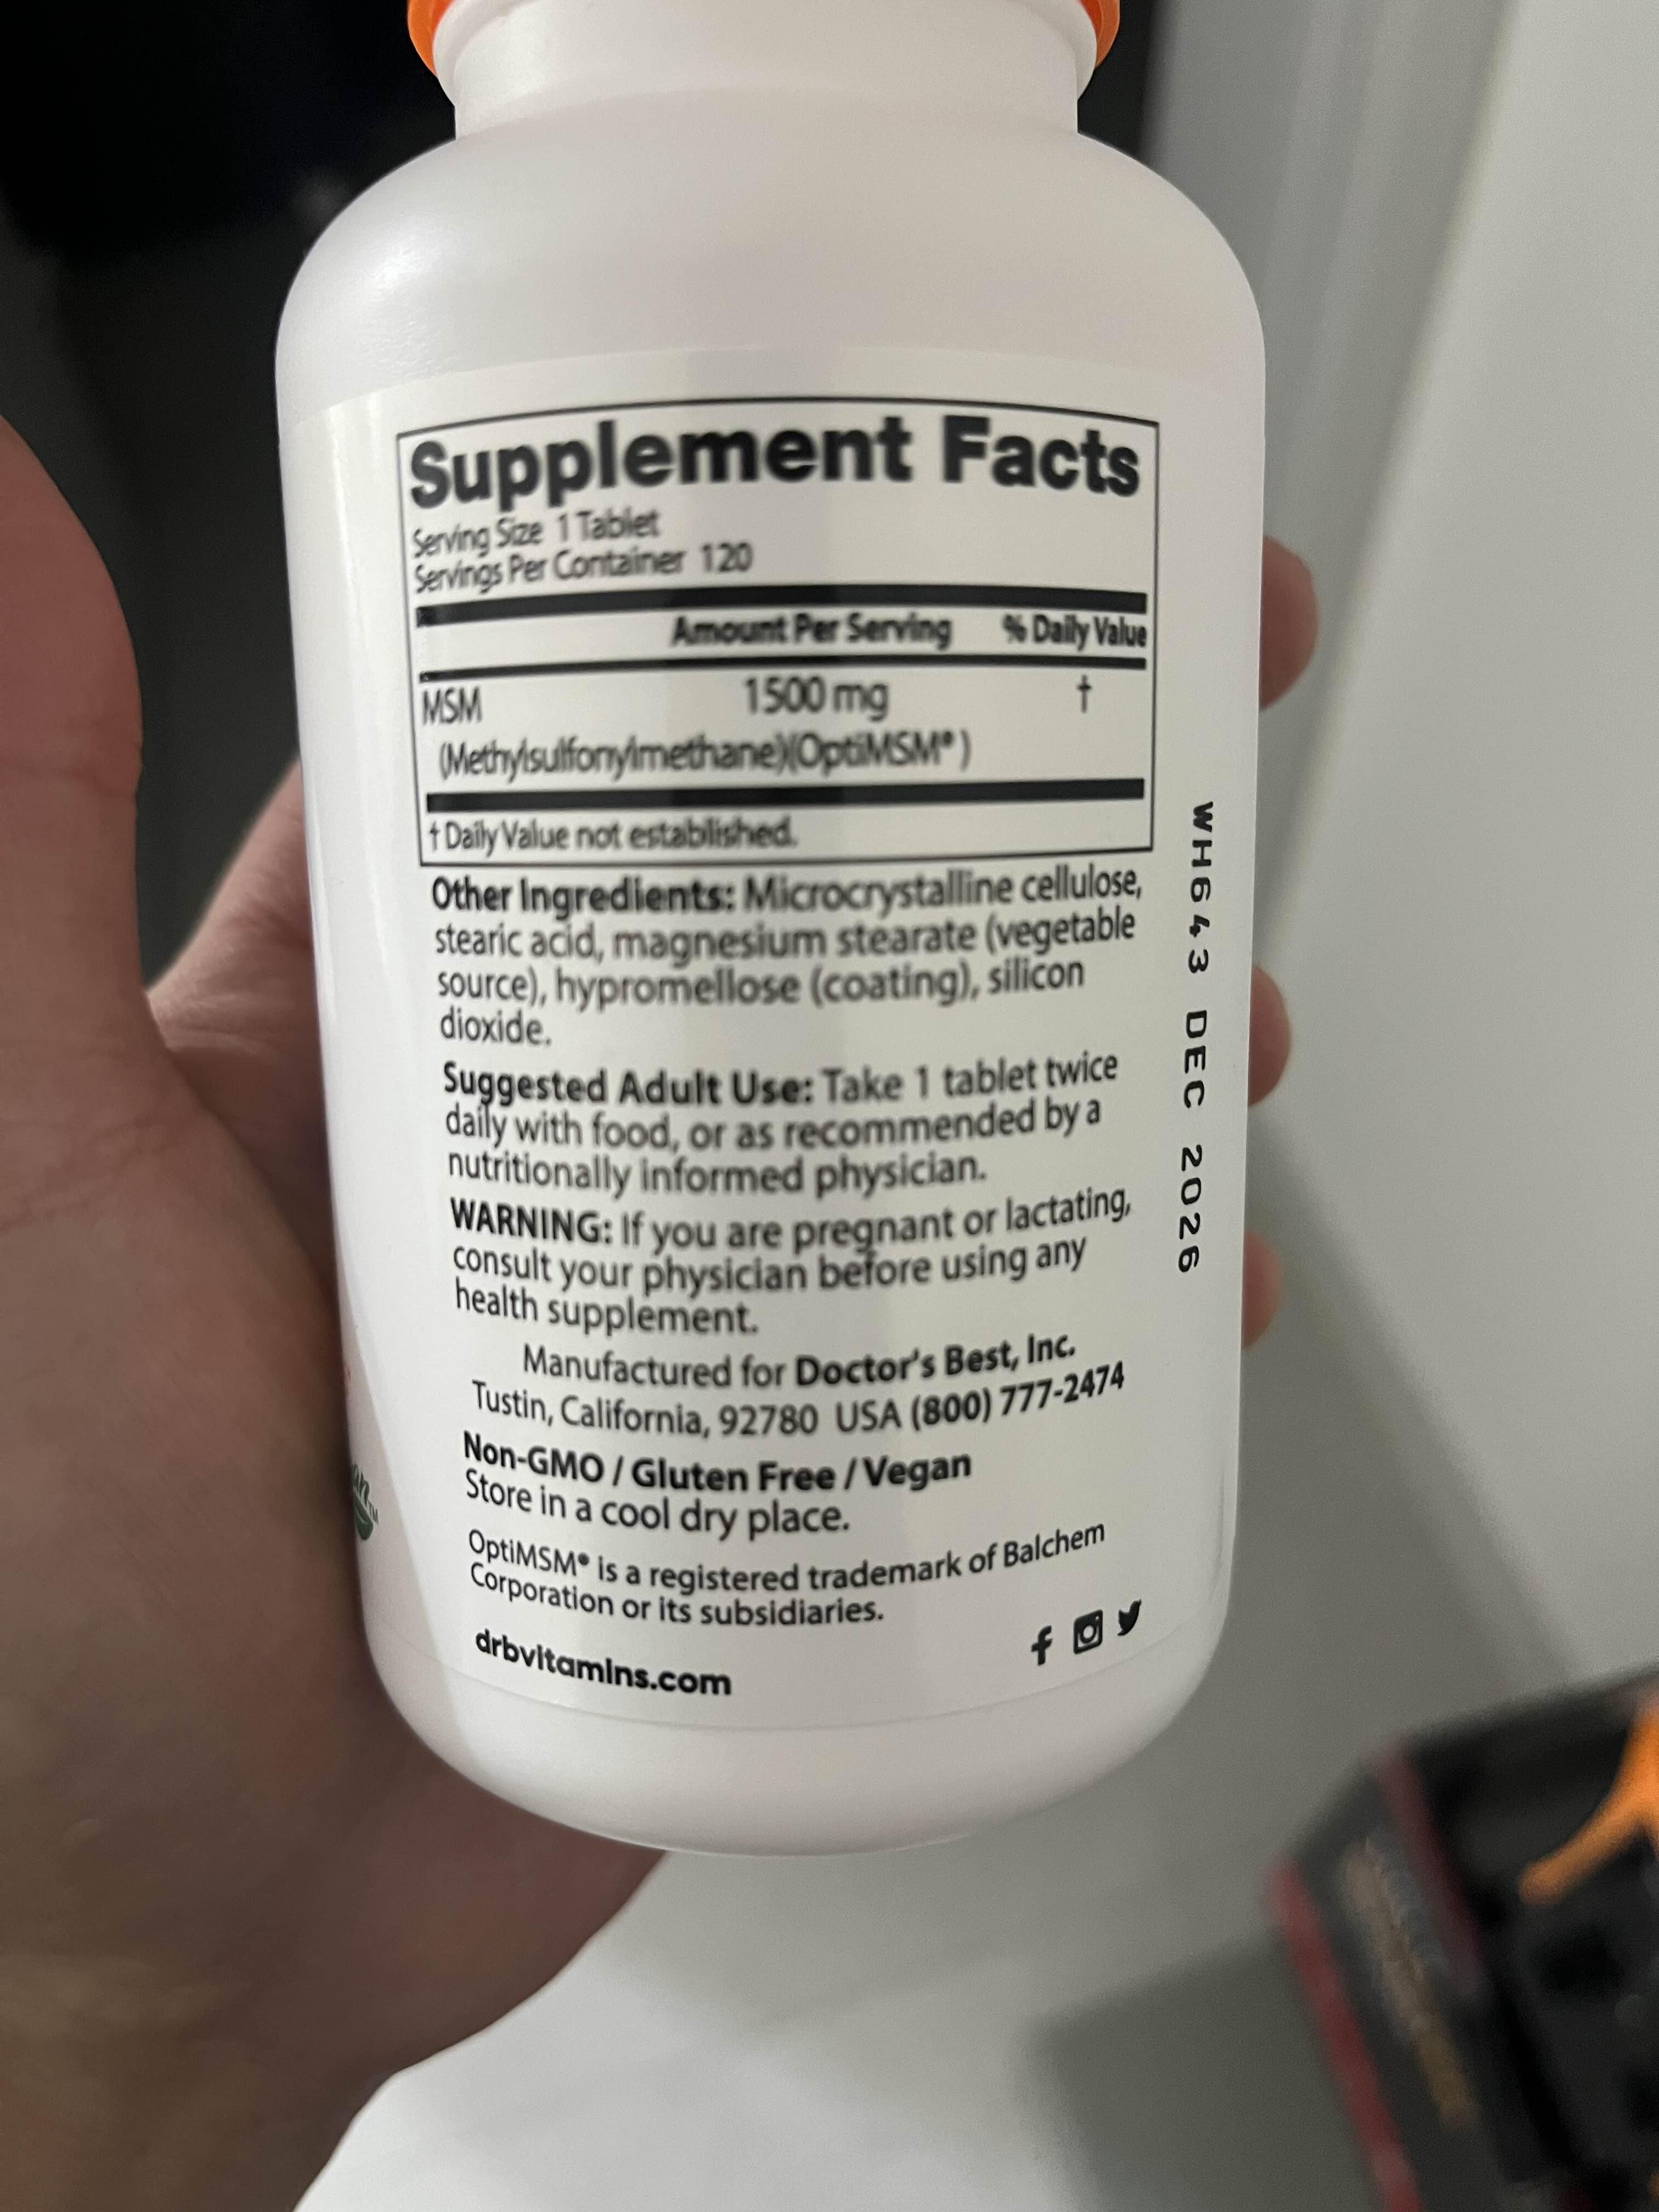 Supplement Facts
Serving Size 1 Tablet
Servings Per Container 120
Amount Per Serving % Daily Value
MSM 1500 mg †
(Methylsulfonylmethane)(OptiMSM®)
† Daily Value not established.
Other Ingredients: Microcrystalline cellulose,
stearic acid, magnesium stearate (vegetable
source), hypromellose (coating), silicon
dioxide.
Suggested Adult Use: Take 1 tablet twice
daily with food, or as recommended by a
nutritionally informed physician.
WARNING: If you are pregnant or lactating,
consult your physician before using any
health supplement.
Manufactured for Doctor's Best, Inc.
Tustin, California, 92780 USA (800) 777-2474
Non-GMO / Gluten Free / Vegan
Store in a cool dry place.
OptiMSM® is a registered trademark of Balchem
Corporation or its subsidiaries.
drbvitamins.com
WH643 DEC 2026